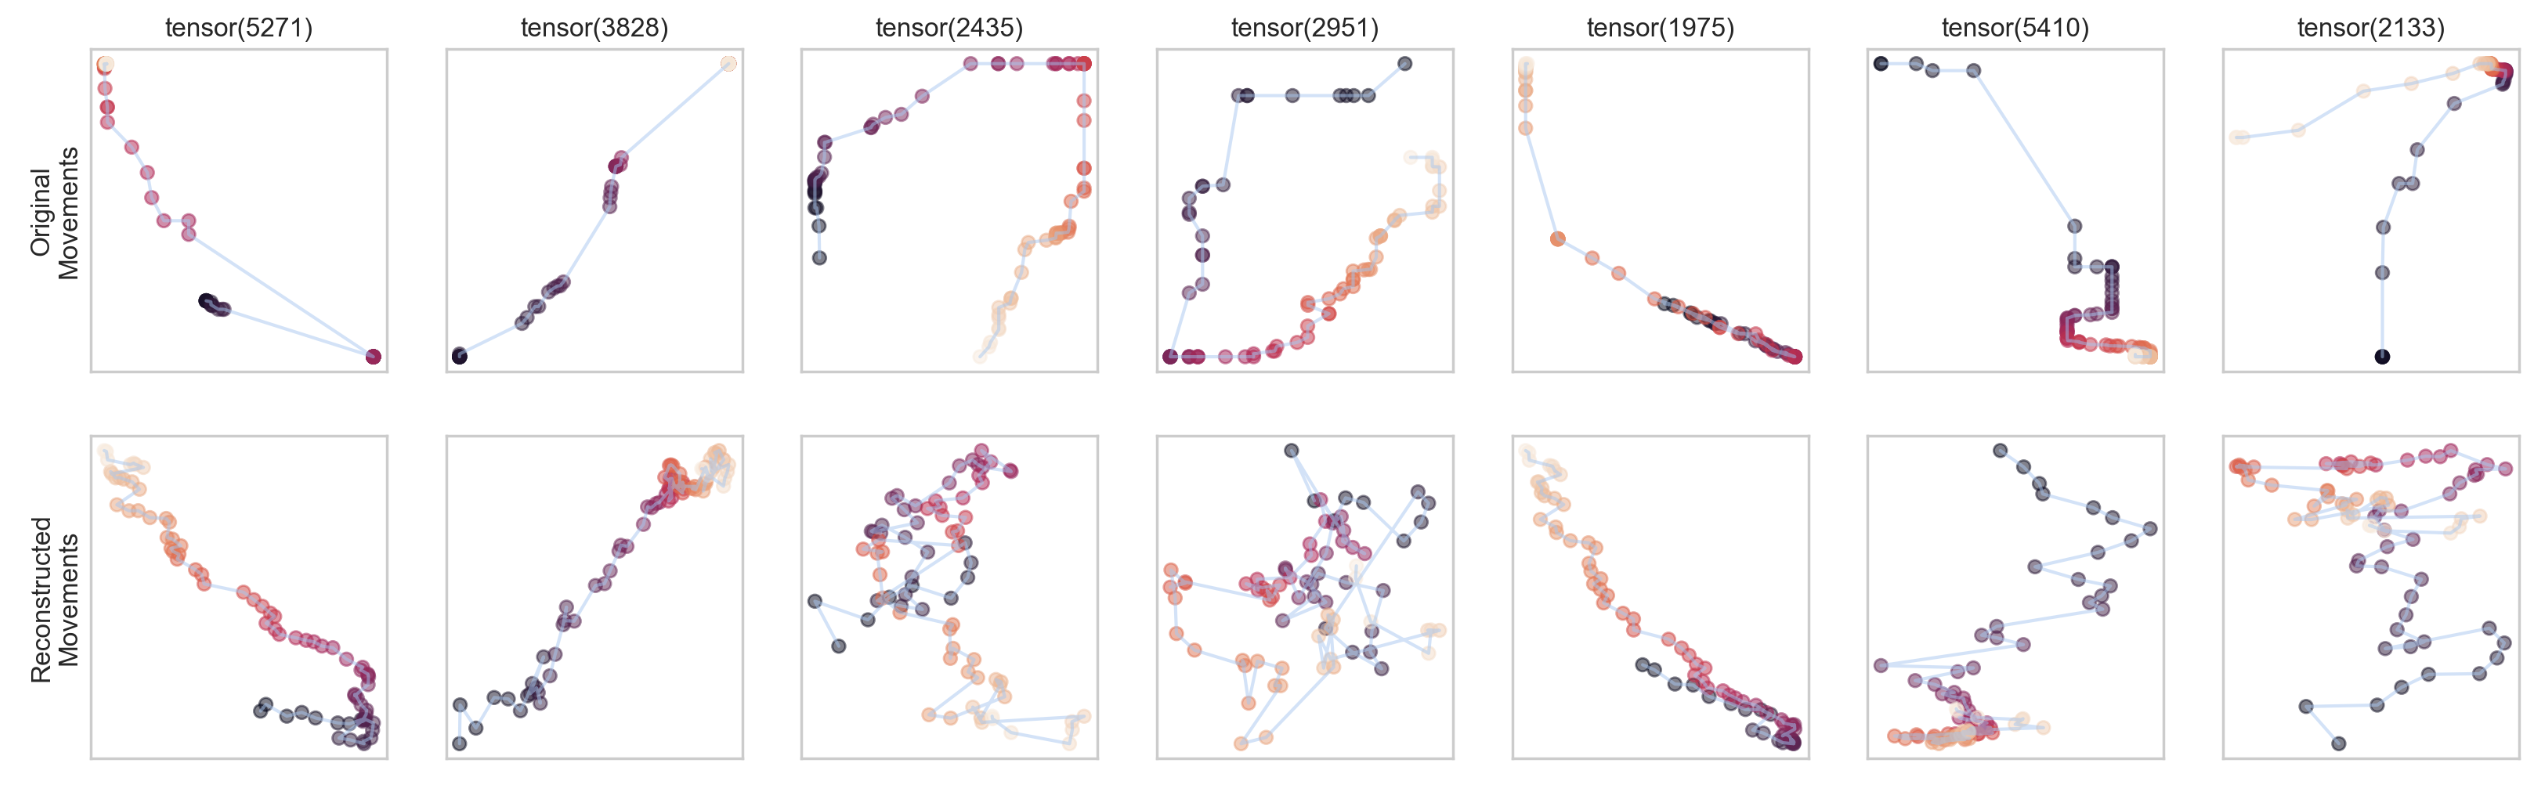 tensor(5271)
tensor(3828)
tensor(2435)
tensor(2951)
tensor(1975)
tensor(5410)
tensor(2133)
Original
Movements
Reconstructed
Movements